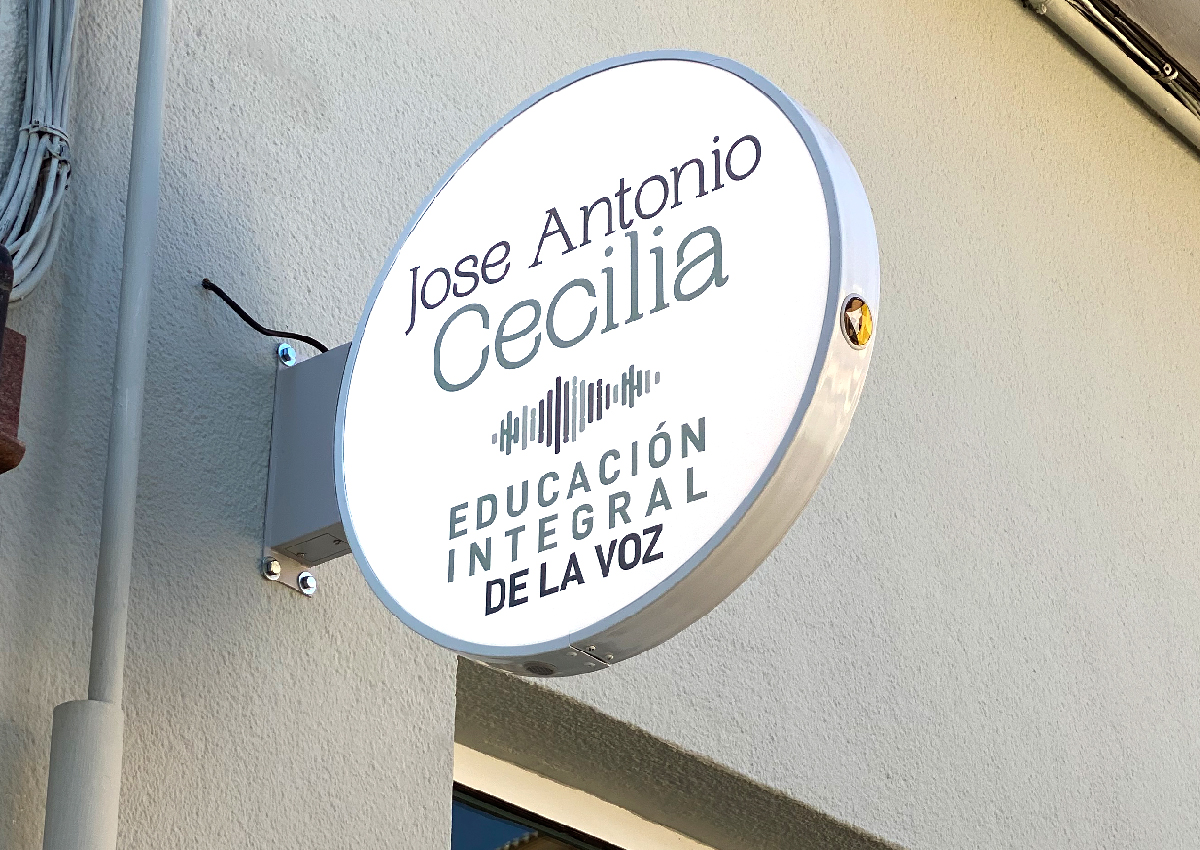 Jose Antonio
Cecilia
EDUCACIÓN
INTEGRAL
DE LA VOZ